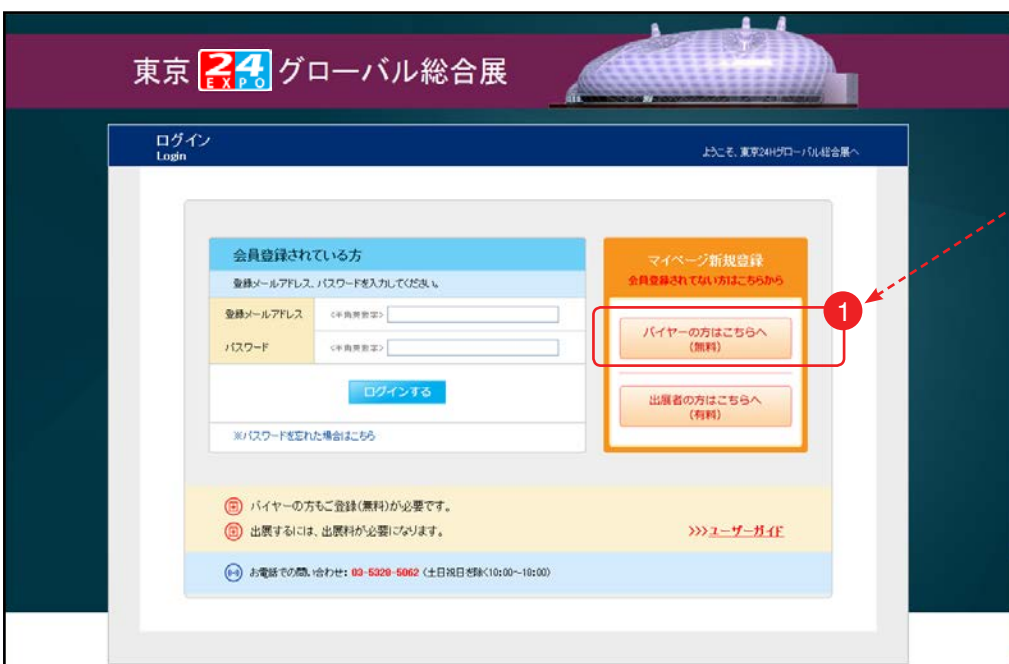 東京 24 グローバル総合展
EXPO
ログイン
Login
ようこそ、東京24Hグローバル総合展へ
会員登録されている方
登録メールアドレス、パスワードを入力してください。
登録メールアドレス <半角英数字>
パスワード <半角英数字>
ログインする
※パスワードを忘れた場合はこちら
マイページ新規登録
会員登録されてない方はこちらから
1
バイヤーの方はこちらへ
(無料)
出展者の方はこちらへ
(有料)
バイヤーの方もご登録(無料)が必要です。
出展するには、出展料が必要になります。
>>>ユーザーガイド
お電話での問い合わせ: 03-5320-5062 (土日祝日を除く10:00~18:00)